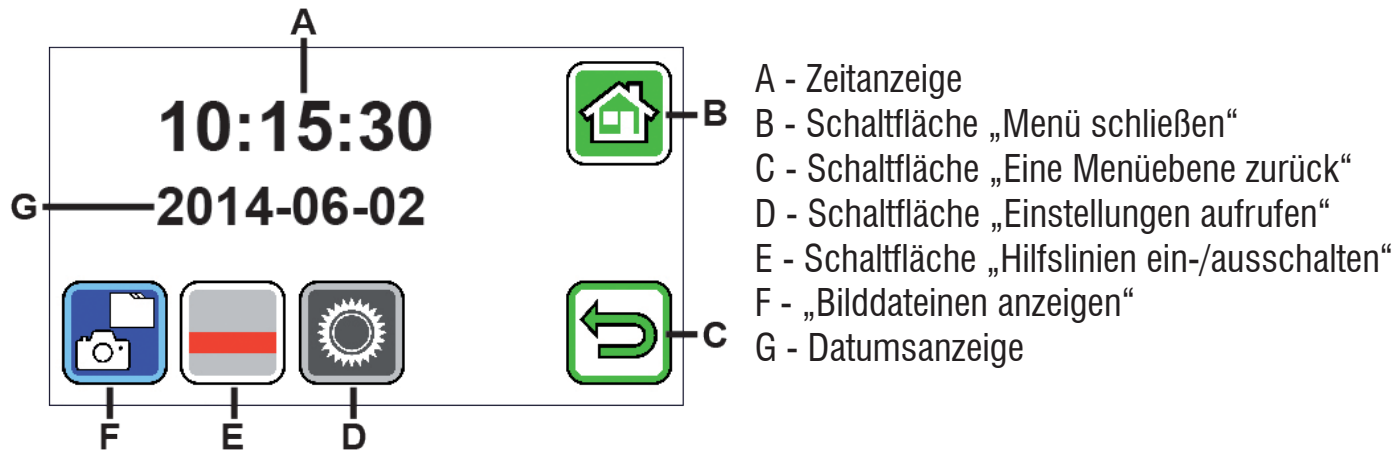 A
10:15:30
B
G
2014-06-02
C
F
E
D
A - Zeitanzeige
B - Schaltfläche „Menü schließen“
C - Schaltfläche „Eine Menüebene zurück“
D - Schaltfläche „Einstellungen aufrufen“
E - Schaltfläche „Hilfslinien ein-/ausschalten“
F - „Bilddateinen anzeigen“
G - Datumsanzeige